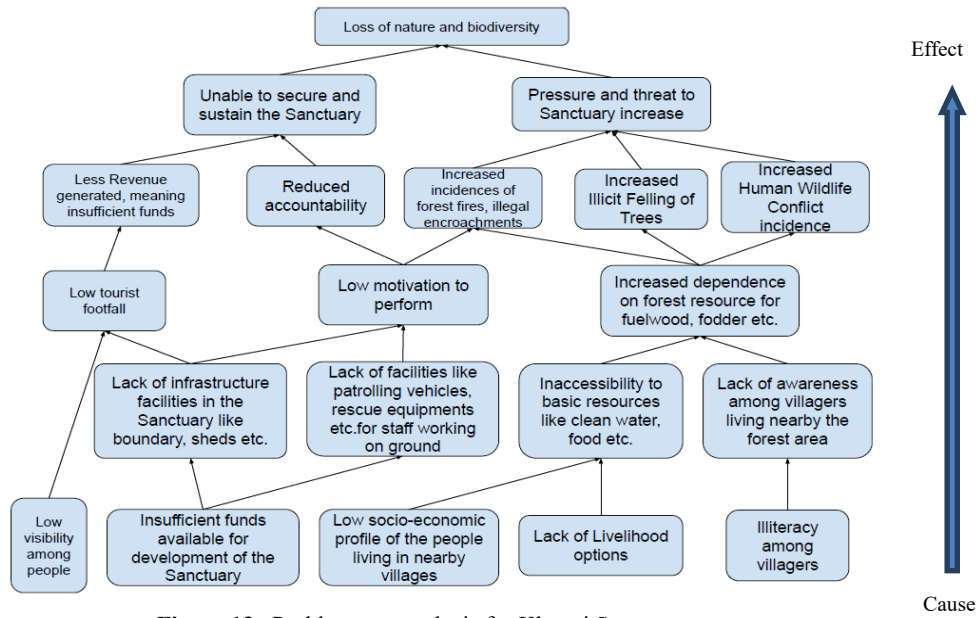 Loss of nature and biodiversity
Effect
Unable to secure and
sustain the Sanctuary
Pressure and threat to
Sanctuary increase
Less Revenue
generated, meaning
insufficient funds
Reduced
accountability
Increased
incidences of
forest fires, illegal
encroachments
Increased
Illicit Felling of
Trees
Increased
Human Wildlife
Conflict
incidence
Low tourist
footfall
Low motivation to
perform
Increased dependence
on forest resource for
fuelwood, fodder etc.
Lack of infrastructure
facilities in the
Sanctuary like
boundary, sheds etc.
Lack of facilities like
patrolling vehicles,
rescue equipments
etc.for staff working
on ground
Inaccessibility to
basic resources
like clean water,
food etc.
Lack of awareness
among villagers
living nearby the
forest area
Low
visibility
among
people
Insufficient funds
available for
development of the
Sanctuary
Low socio-economic
profile of the people
living in nearby
villages
Lack of Livelihood
options
Illiteracy
among
villagers
Cause